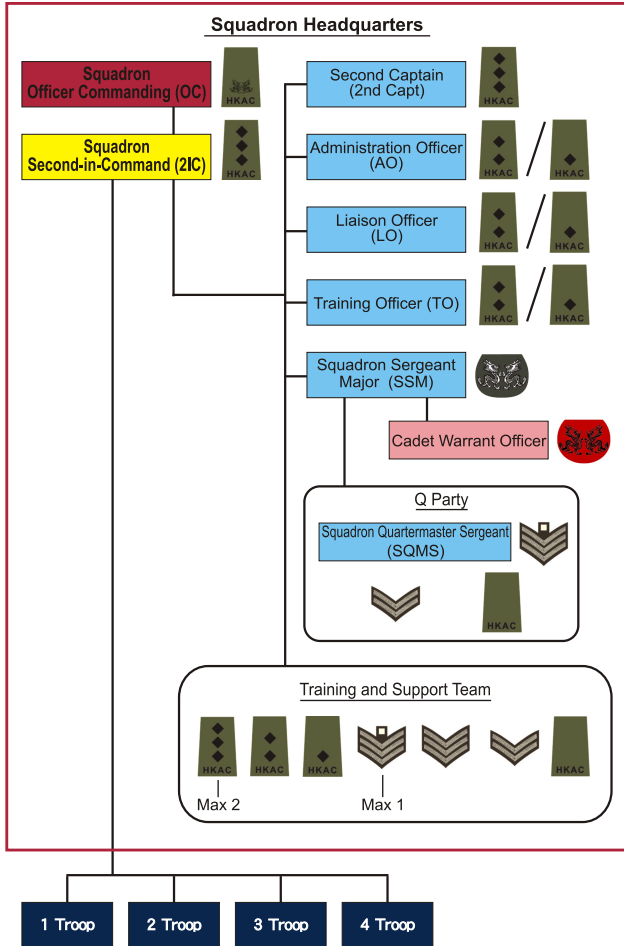 Squadron Headquarters
Squadron
Officer Commanding (OC)
HKAC
Second Captain
(2nd Capt)
HKAC
Squadron
Second-in-Command (2IC)
HKAC
Administration Officer
(AO)
HKAC
HKAC
Liaison Officer
(LO)
HKAC
HKAC
Training Officer (TO)
HKAC
HKAC
Squadron Sergeant
Major (SSM)
Cadet Warrant Officer
Q Party
Squadron Quartermaster Sergeant
(SQMS)
HKAC
Training and Support Team
HKAC
HKAC
HKAC
HKAC
Max 2
Max 1
1 Troop
2 Troop
3 Troop
4 Troop